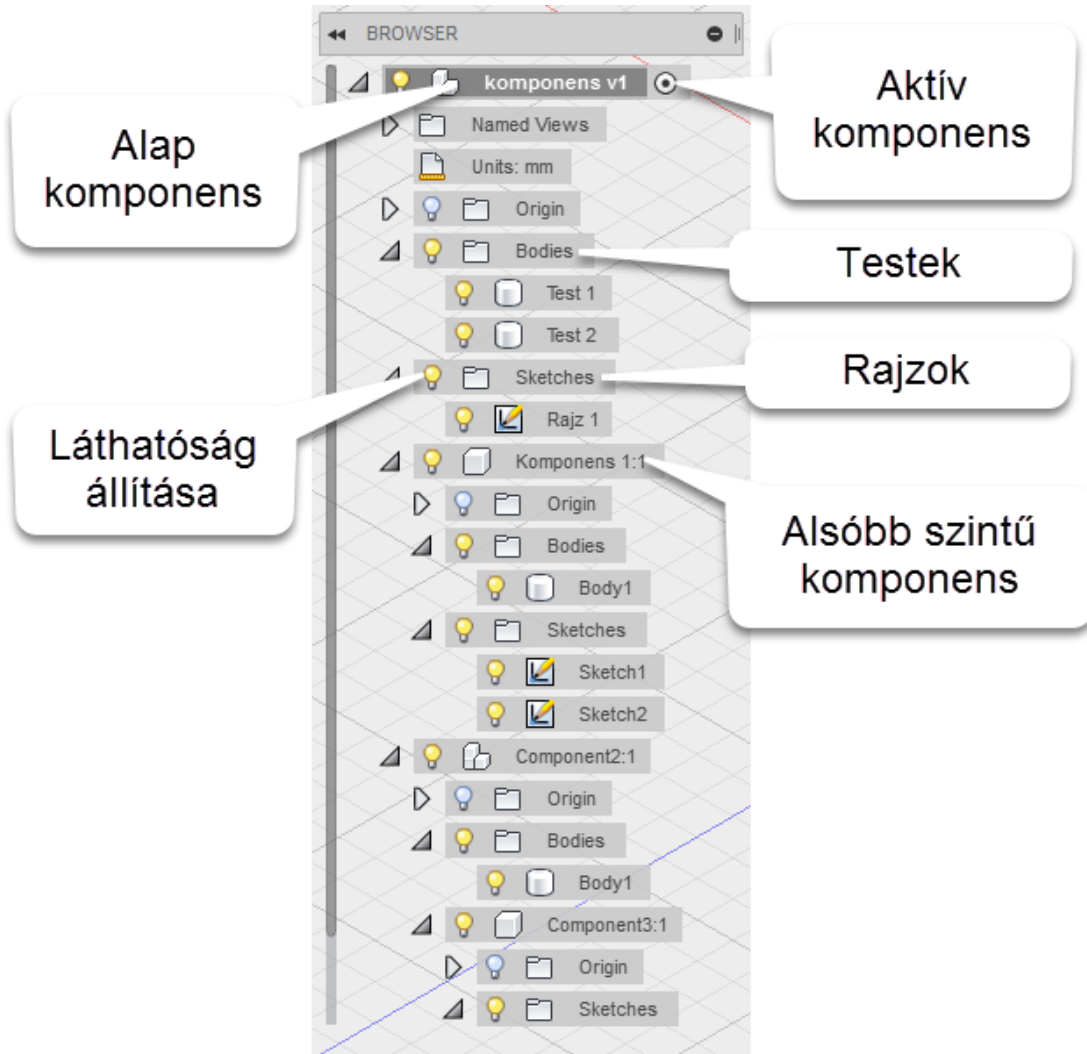 BROWSER
komponens v1
Named Views
Units: mm
Origin
Bodies
Test 1
Test 2
Sketches
Rajz 1
Komponens 1:1
Origin
Bodies
Body1
Sketches
Sketch1
Sketch2
Component2:1
Origin
Bodies
Body1
Component3:1
Origin
Sketches
Alap
komponens
Aktív
komponens
Testek
Rajzok
Láthatóság
állítása
Alsóbb szintű
komponens